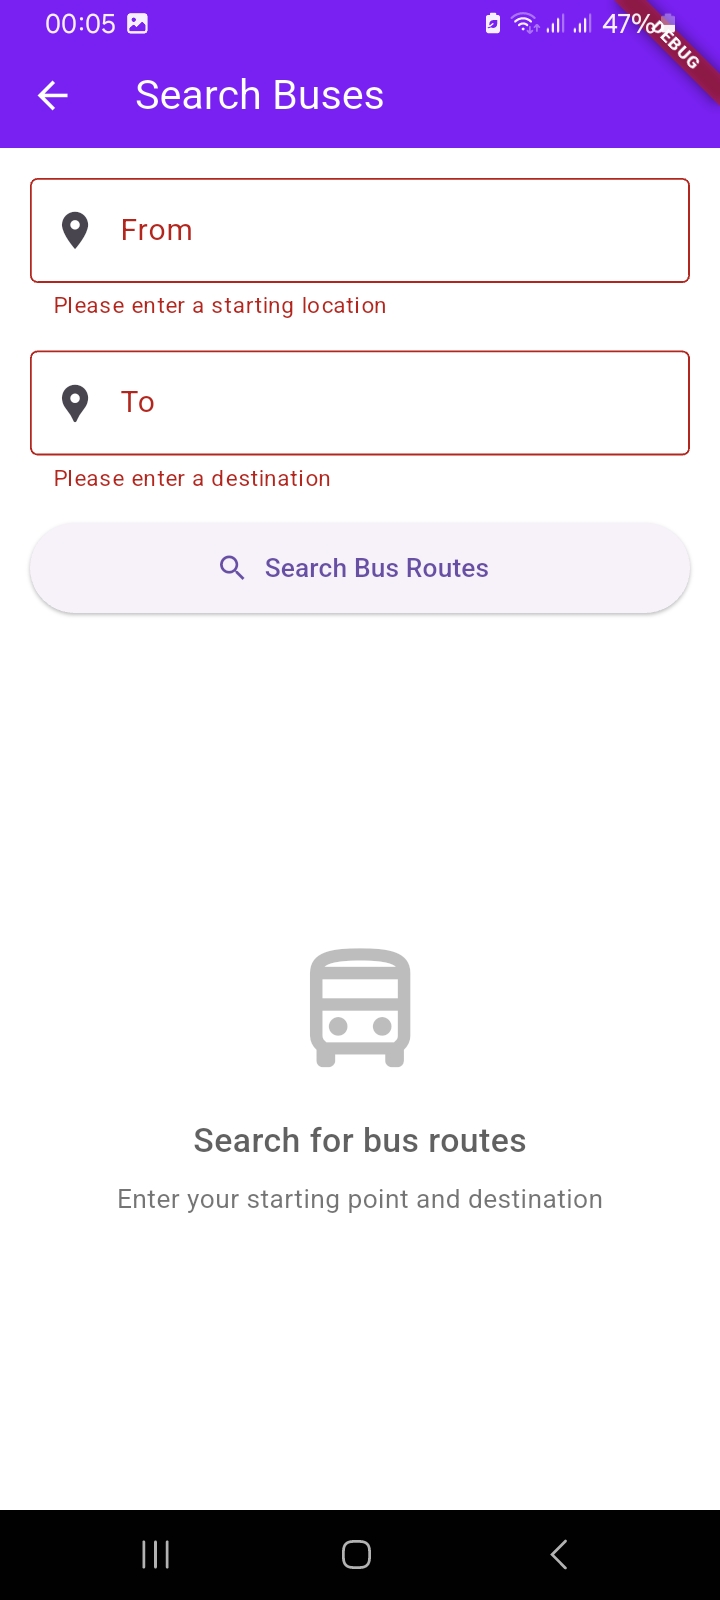 00:05
47%
DEBUG
Search Buses
From
Please enter a starting location
To
Please enter a destination
Search Bus Routes
Search for bus routes
Enter your starting point and destination